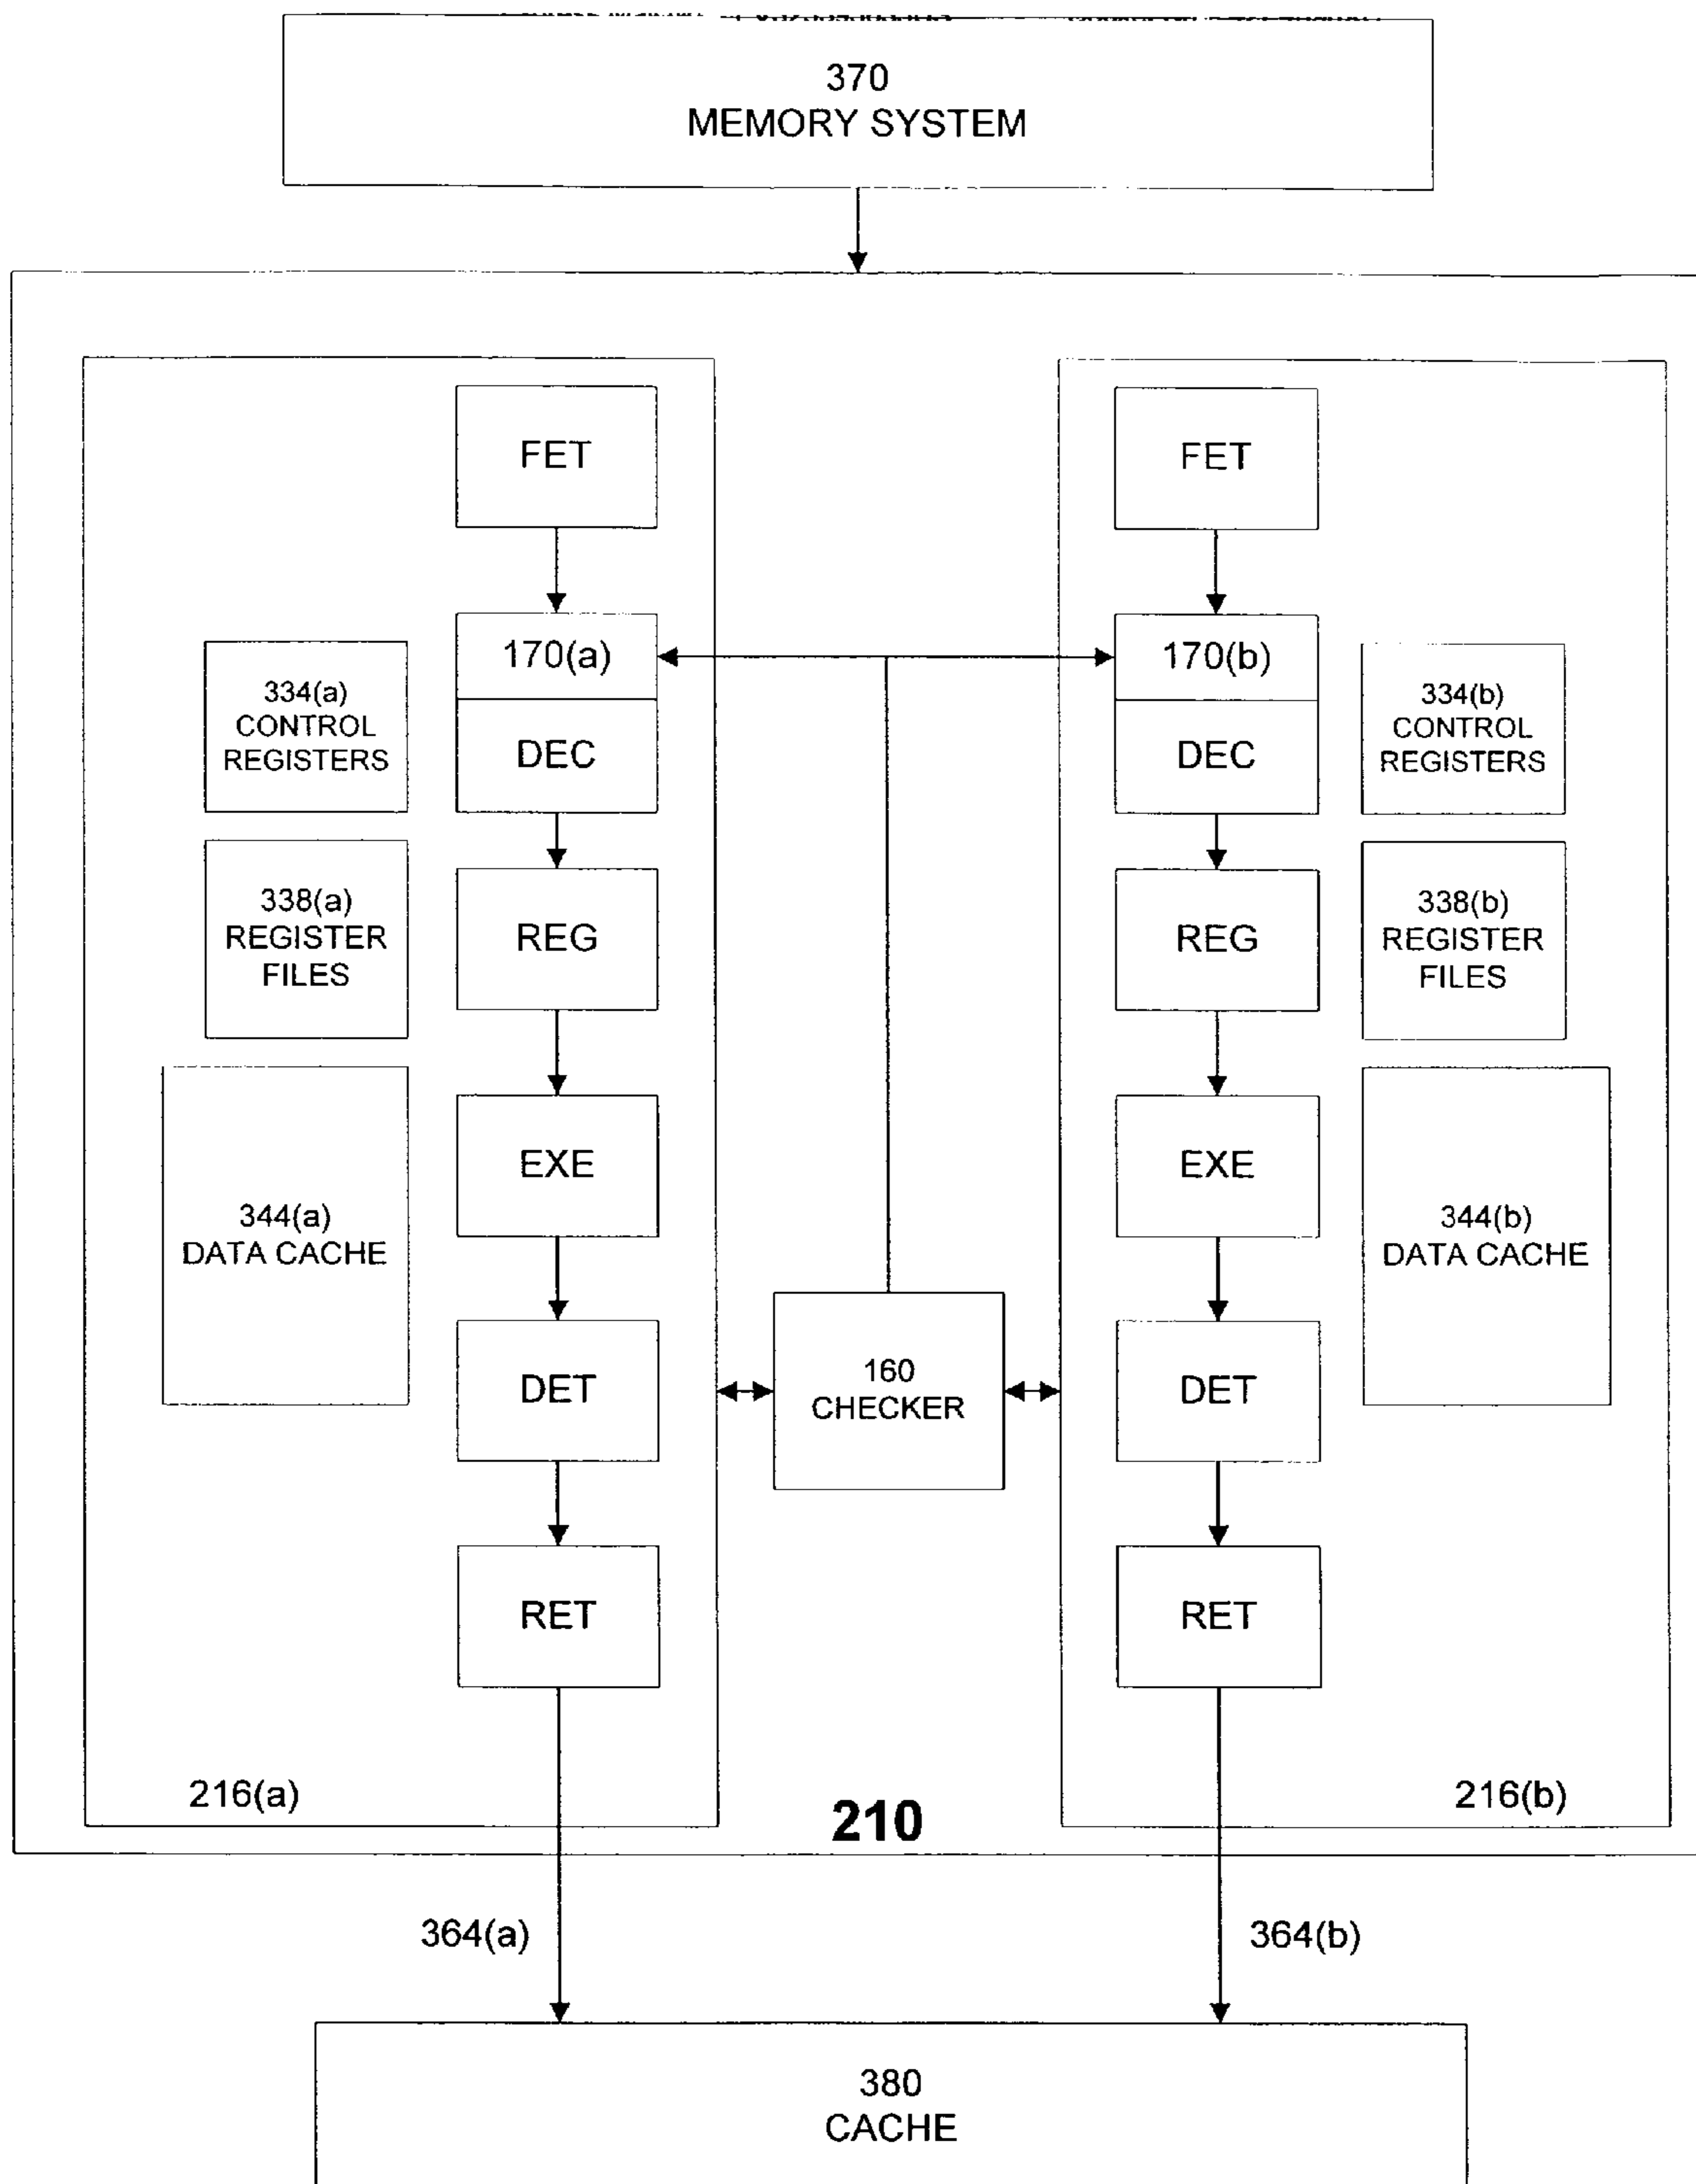 370
MEMORY SYSTEM
FET
170(a)
DEC
334(a)
CONTROL
REGISTERS
338(a)
REGISTER
FILES
REG
344(a)
DATA CACHE
EXE
DET
RET
216(a)
160
CHECKER
210
FET
170(b)
DEC
334(b)
CONTROL
REGISTERS
REG
338(b)
REGISTER
FILES
EXE
344(b)
DATA CACHE
DET
RET
216(b)
364(a)
364(b)
380
CACHE